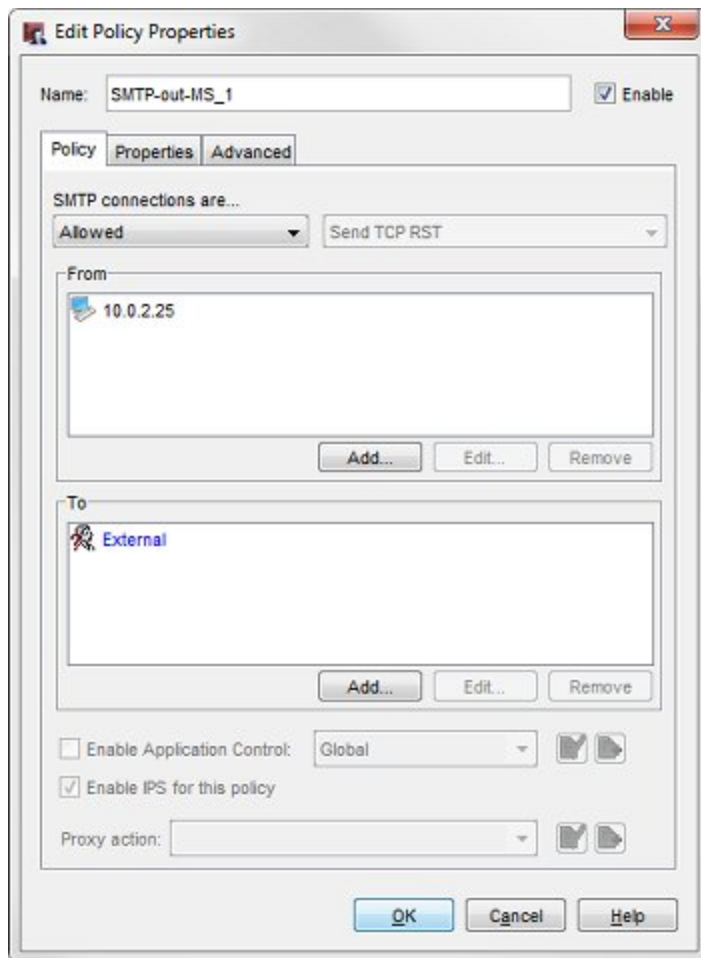 Edit Policy Properties
Name: SMTP-out-MS_1 Enable
Policy Properties Advanced
SMTP connections are...
Allowed Send TCP RST
From
10.0.2.25
Add... Edit... Remove
To
External
Add... Edit... Remove
Enable Application Control: Global
Enable IPS for this policy
Proxy action:
OK Cancel Help